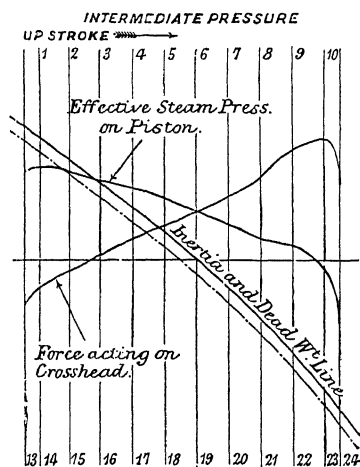 INTERMEDIATE PRESSURE
UP STROKE
1 2 3 4 5 6 7 8 9 10
Effective Steam Press.
on Piston.
Inertia and Dead Wt. Line
Force acting on
Crosshead.
13 14 15 16 17 18 19 20 21 22 23 24